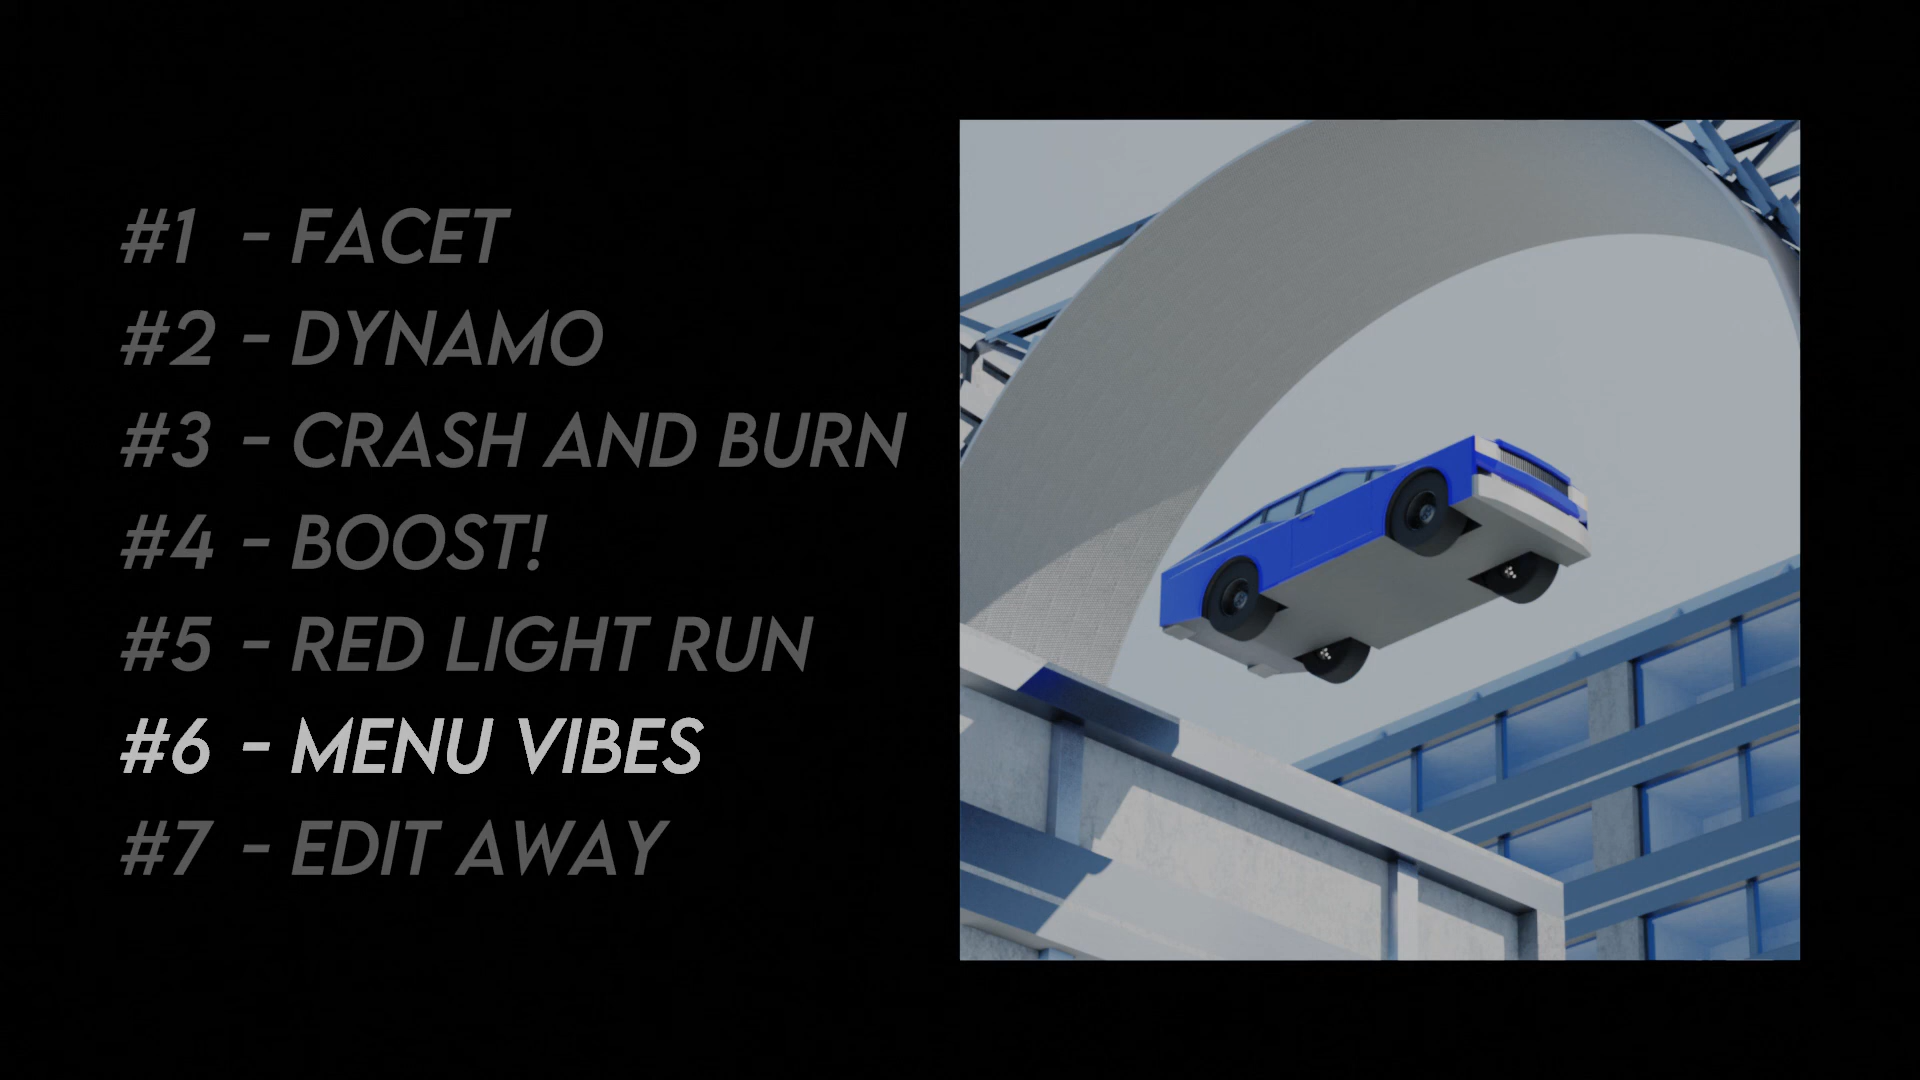 #1 - FACET
#2 - DYNAMO
#3 - CRASH AND BURN
#4 - BOOST!
#5 - RED LIGHT RUN
#6 - MENU VIBES
#7 - EDIT AWAY